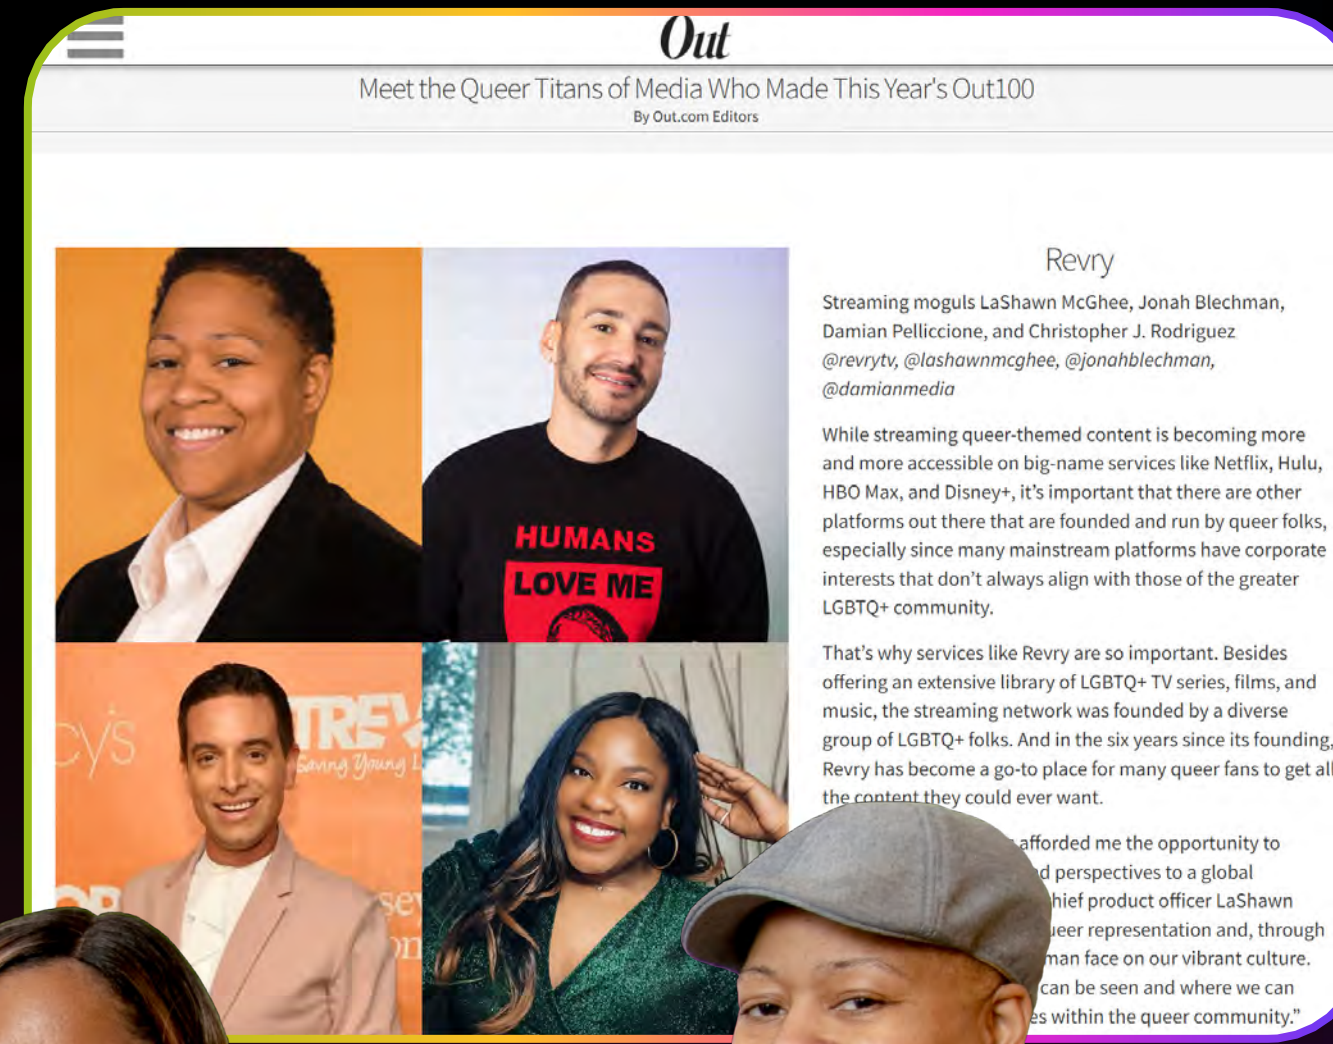 Out
Meet the Queer Titans of Media Who Made This Year's Out100
By Out.com Editors
HUMANS
LOVE ME
cy's
TREV
Saving Young L
OR
sey
on
Revry
Streaming moguls LaShawn McGhee, Jonah Blechman,
Damian Pelliccione, and Christopher J. Rodriguez
@revrytv, @lashawnmcghee, @jonahblechman,
@damianmedia
While streaming queer-themed content is becoming more
and more accessible on big-name services like Netflix, Hulu,
HBO Max, and Disney+, it's important that there are other
platforms out there that are founded and run by queer folks,
especially since many mainstream platforms have corporate
interests that don't always align with those of the greater
LGBTQ+ community.
That's why services like Revry are so important. Besides
offering an extensive library of LGBTQ+ TV series, films, and
music, the streaming network was founded by a diverse
group of LGBTQ+ folks. And in the six years since its founding,
Revry has become a go-to place for many queer fans to get all
the content they could ever want.
afforded me the opportunity to
d perspectives to a global
hief product officer LaShawn
ueer representation and, through
man face on our vibrant culture.
can be seen and where we can
es within the queer community."